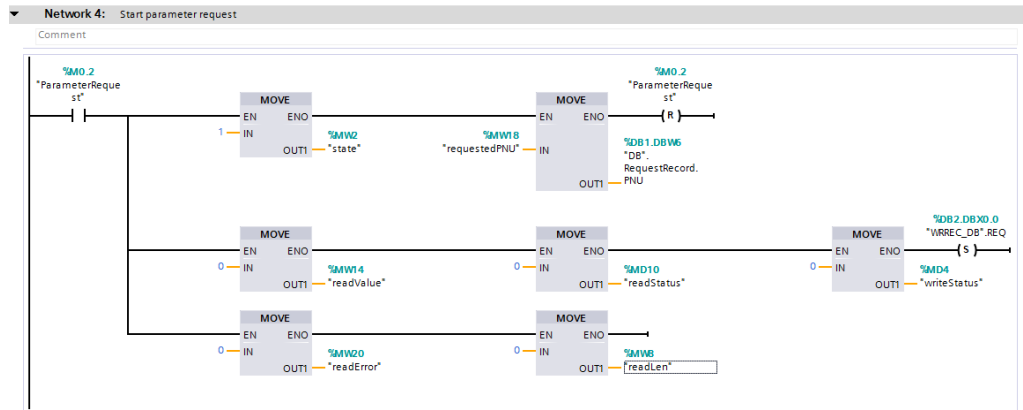 Network 4: Start parameter request
Comment
%M0.2
"ParameterReque
st"
MOVE
EN ENO
1 IN
OUT1
%MW2
"state"
MOVE
EN ENO
%MW18
"requestedPNU" IN
OUT1
%DB1.DBW6
"DB".
RequestRecord.
PNU
%M0.2
"ParameterReque
st"
R
MOVE
EN ENO
0 IN
OUT1
%MW14
"readValue"
MOVE
EN ENO
0 IN
OUT1
%MD10
"readStatus"
MOVE
EN ENO
0 IN
OUT1
%MD4
"writeStatus"
%DB2.DBX0.0
"WRREC_DB".REQ
S
MOVE
EN ENO
0 IN
OUT1
%MW20
"readError"
MOVE
EN ENO
0 IN
OUT1
%MW8
"readLen"